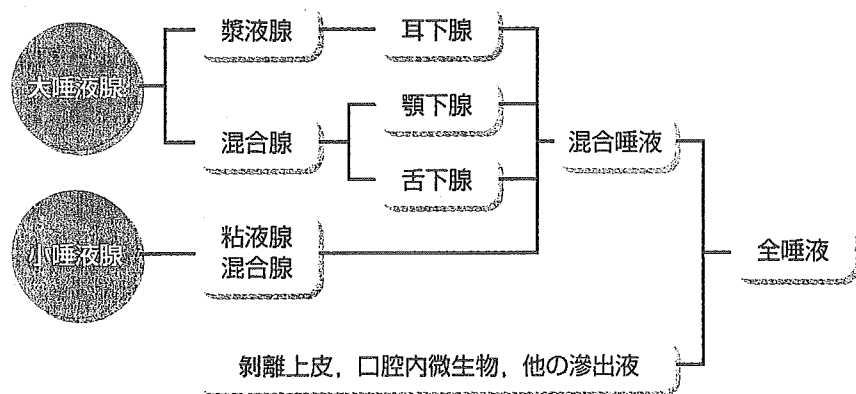 大唾液腺
漿液腺
耳下腺
混合腺
顎下腺
舌下腺
混合唾液
小唾液腺
粘液腺
混合腺
全唾液
剝離上皮，口腔内微生物，他の滲出液